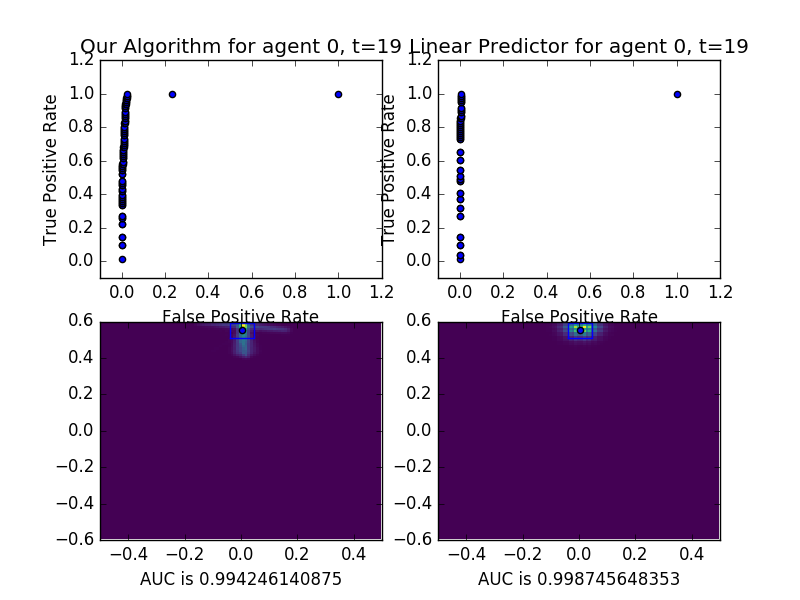 Our Algorithm for agent 0, t=19
Linear Predictor for agent 0, t=19
True Positive Rate
1.2
1.0
0.8
0.6
0.4
0.2
0.0
0.0 0.2 0.4 0.6 0.8 1.0 1.2
False Positive Rate
True Positive Rate
1.2
1.0
0.8
0.6
0.4
0.2
0.0
0.0 0.2 0.4 0.6 0.8 1.0 1.2
False Positive Rate
0.6
0.4
0.2
0.0
−0.2
−0.4
−0.6
−0.4 −0.2 0.0 0.2 0.4
AUC is 0.994246140875
0.6
0.4
0.2
0.0
−0.2
−0.4
−0.6
−0.4 −0.2 0.0 0.2 0.4
AUC is 0.998745648353